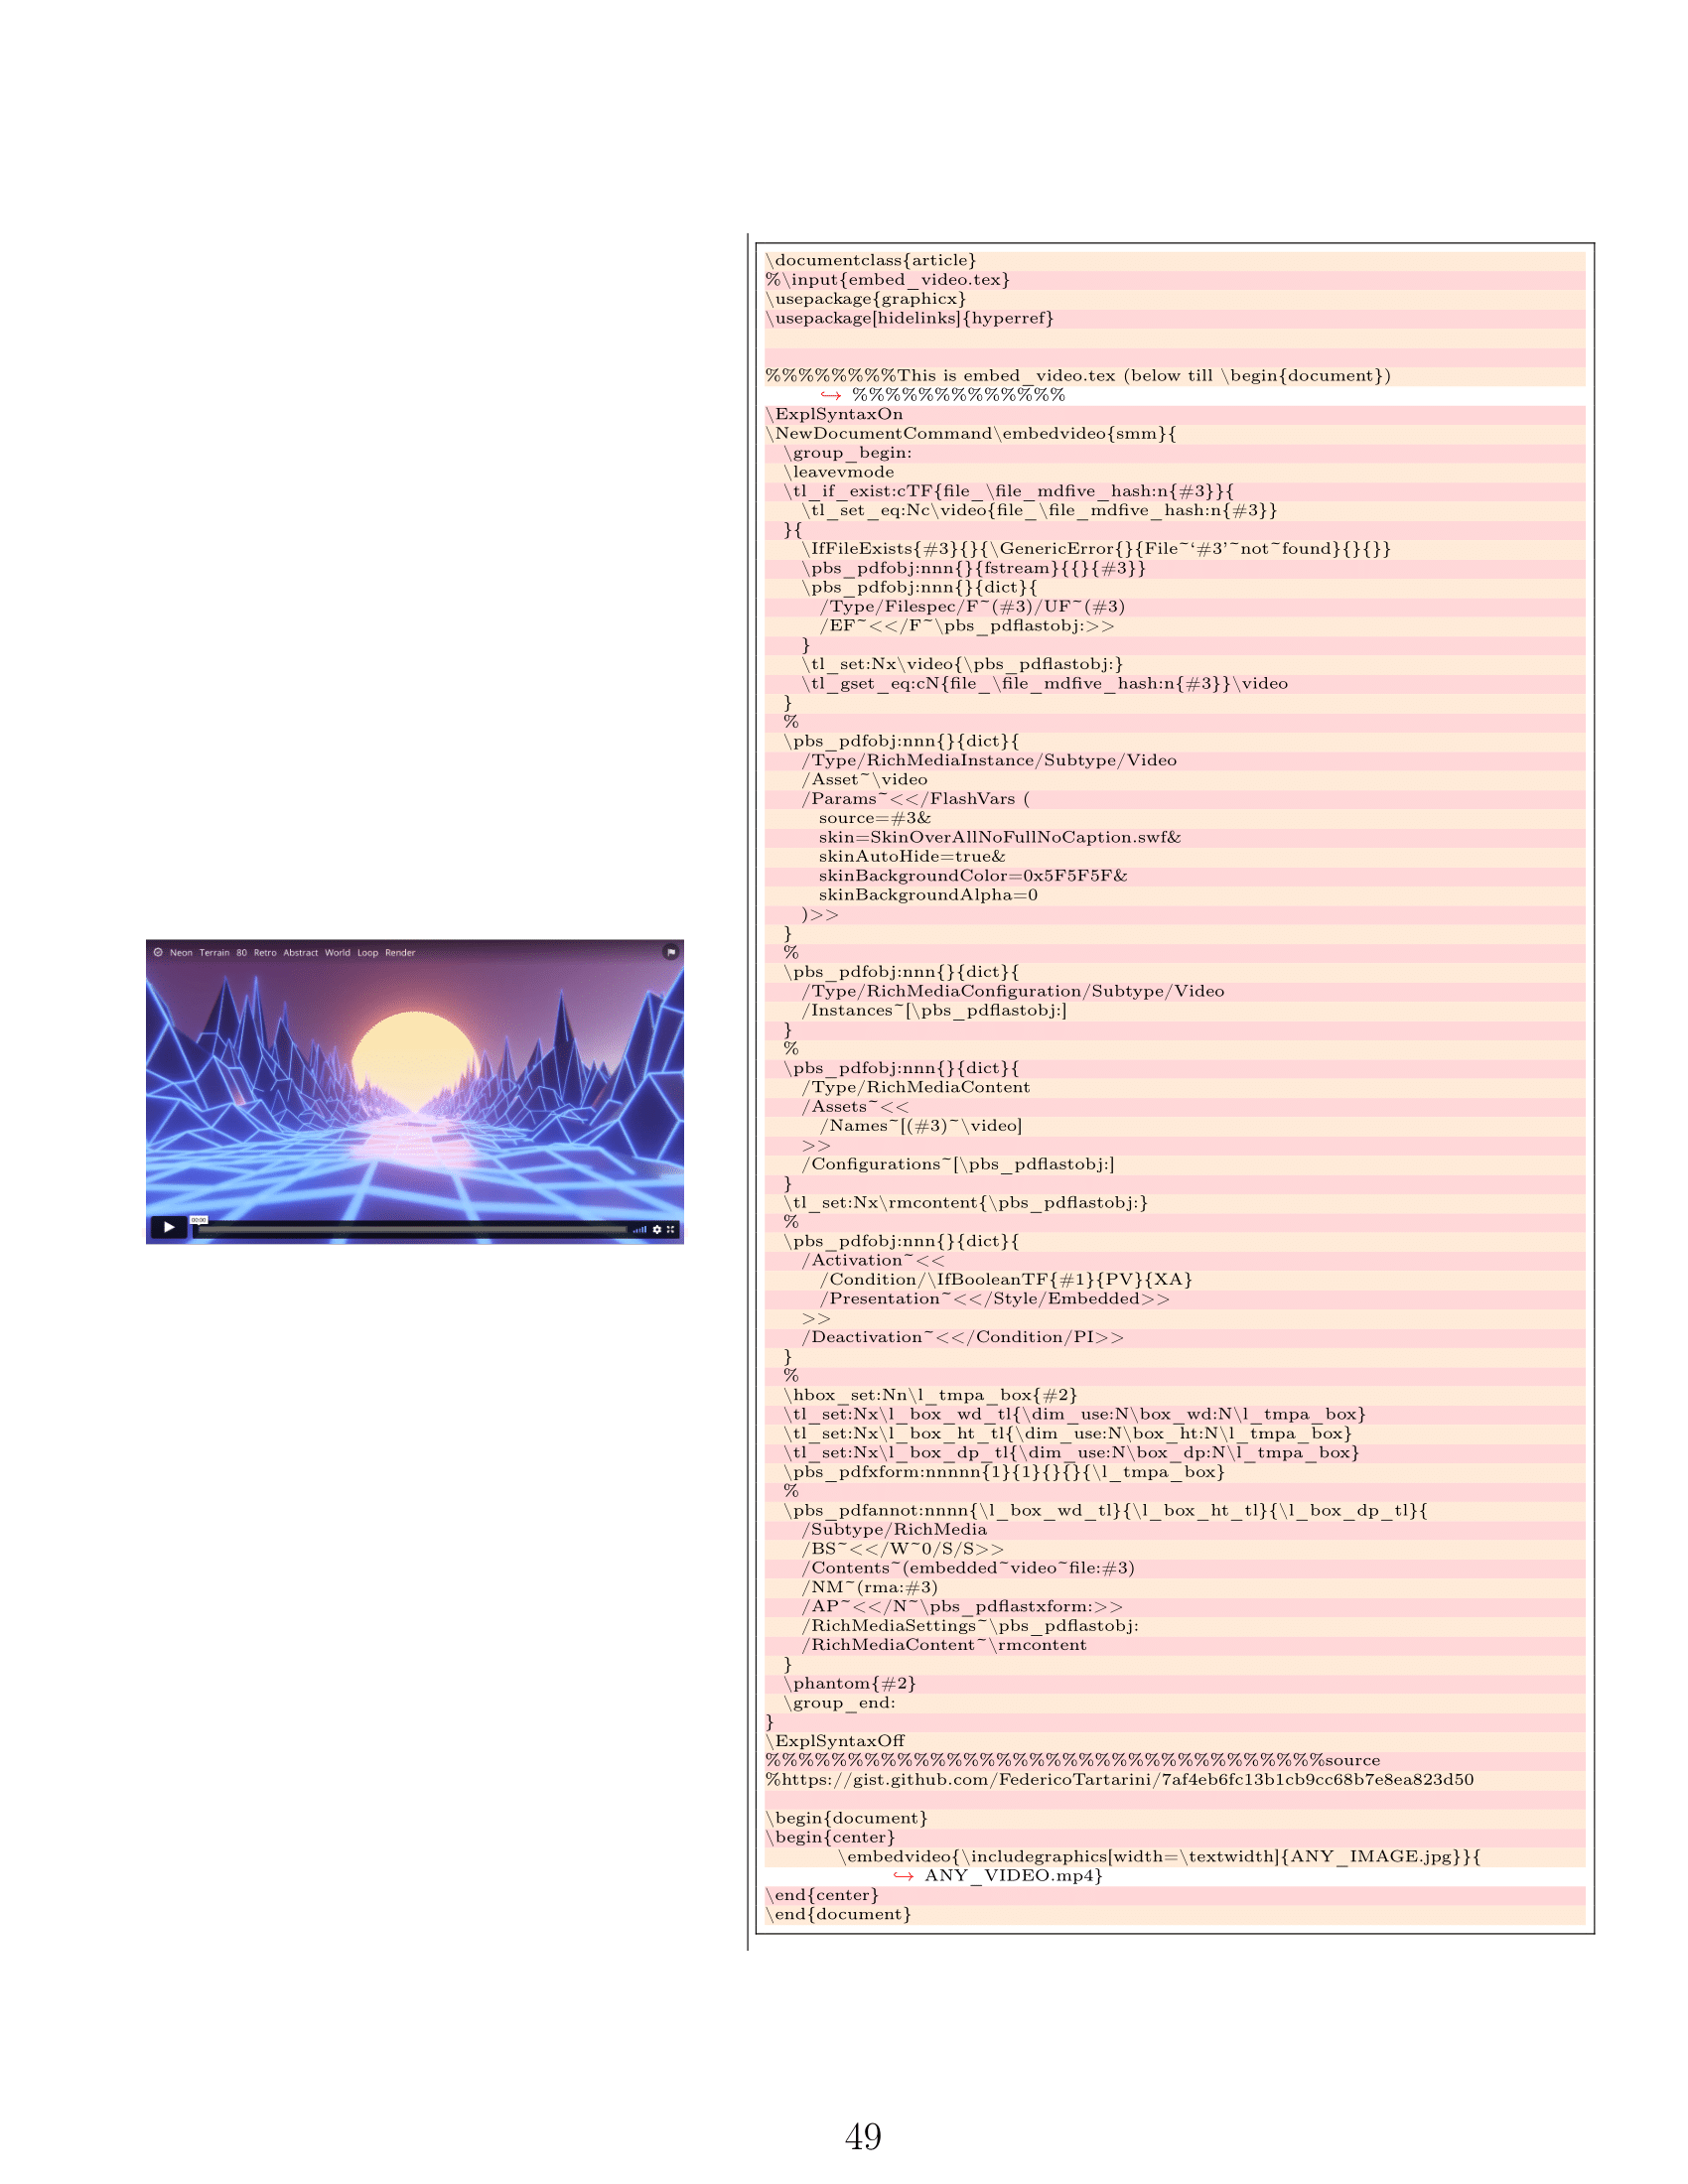 Neon Terrain 80 Retro Abstract World Loop Render
00:00
\documentclass{article}
%\input{embed_video.tex}
\usepackage{graphicx}
\usepackage[hidelinks]{hyperref}
%%%%%%%%This is embed_video.tex (below till \begin{document})
↪ %%%%%%%%%%%%%
\ExplSyntaxOn
\NewDocumentCommand\embedvideo{smm}{
\group_begin:
\leavevmode
\tl_if_exist:cTF{file_\file_mdfive_hash:n{#3}}{
\tl_set_eq:Nc\video{file_\file_mdfive_hash:n{#3}}
}{
\IfFileExists{#3}{}{\GenericError{}{File~‘#3’~not~found}{}{}}
\pbs_pdfobj:nnn{}{fstream}{{}{#3}}
\pbs_pdfobj:nnn{}{dict}{
/Type/Filespec/F~(#3)/UF~(#3)
/EF~<</F~\pbs_pdflastobj:>>
}
\tl_set:Nx\video{\pbs_pdflastobj:}
\tl_gset_eq:cN{file_\file_mdfive_hash:n{#3}}\video
}
%
\pbs_pdfobj:nnn{}{dict}{
/Type/RichMediaInstance/Subtype/Video
/Asset~\video
/Params~<</FlashVars (
source=#3&
skin=SkinOverAllNoFullNoCaption.swf&
skinAutoHide=true&
skinBackgroundColor=0x5F5F5F&
skinBackgroundAlpha=0
)>>
}
%
\pbs_pdfobj:nnn{}{dict}{
/Type/RichMediaConfiguration/Subtype/Video
/Instances~[\pbs_pdflastobj:]
}
%
\pbs_pdfobj:nnn{}{dict}{
/Type/RichMediaContent
/Assets~<<
/Names~[(#3)~\video]
>>
/Configurations~[\pbs_pdflastobj:]
}
\tl_set:Nx\rmcontent{\pbs_pdflastobj:}
%
\pbs_pdfobj:nnn{}{dict}{
/Activation~<<
/Condition/\IfBooleanTF{#1}{PV}{XA}
/Presentation~<</Style/Embedded>>
>>
/Deactivation~<</Condition/PI>>
}
%
\hbox_set:Nn\l_tmpa_box{#2}
\tl_set:Nx\l_box_wd_tl{\dim_use:N\box_wd:N\l_tmpa_box}
\tl_set:Nx\l_box_ht_tl{\dim_use:N\box_ht:N\l_tmpa_box}
\tl_set:Nx\l_box_dp_tl{\dim_use:N\box_dp:N\l_tmpa_box}
\pbs_pdfxform:nnnnn{1}{1}{}{}{\l_tmpa_box}
%
\pbs_pdfannot:nnnn{\l_box_wd_tl}{\l_box_ht_tl}{\l_box_dp_tl}{
/Subtype/RichMedia
/BS~<</W~0/S/S>>
/Contents~(embedded~video~file:#3)
/NM~(rma:#3)
/AP~<</N~\pbs_pdflastxform:>>
/RichMediaSettings~\pbs_pdflastobj:
/RichMediaContent~\rmcontent
}
\phantom{#2}
\group_end:
}
\ExplSyntaxOff
%%%%%%%%%%%%%%%%%%%%%%%%%%%%%%%%%%source
%https://gist.github.com/FedericoTartarini/7af4eb6fc13b1cb9cc68b7e8ea823d50
\begin{document}
\begin{center}
\embedvideo{\includegraphics[width=\textwidth]{ANY_IMAGE.jpg}}{
↪ ANY_VIDEO.mp4}
\end{center}
\end{document}
49